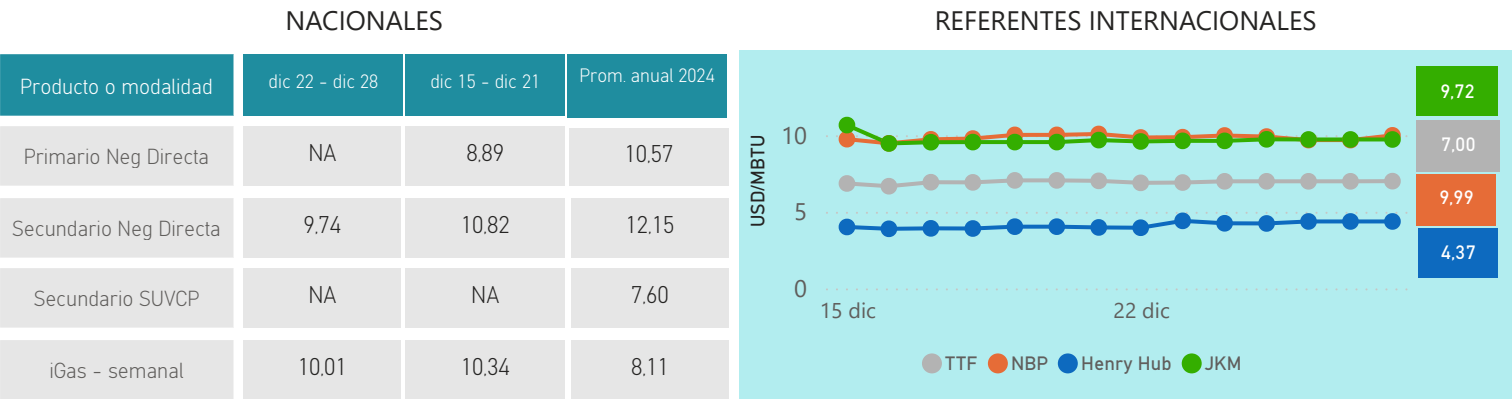 NACIONALES
Producto o modalidad dic 22 - dic 28 dic 15 - dic 21 Prom. anual 2024
Primario Neg Directa NA 8,89 10,57
Secundario Neg Directa 9,74 10,82 12,15
Secundario SUVCP NA NA 7,60
iGas - semanal 10,01 10,34 8,11
REFERENTES INTERNACIONALES
USD/MBTU
10
5
0
15 dic 22 dic
9,72
7,00
9,99
4,37
TTF NBP Henry Hub JKM